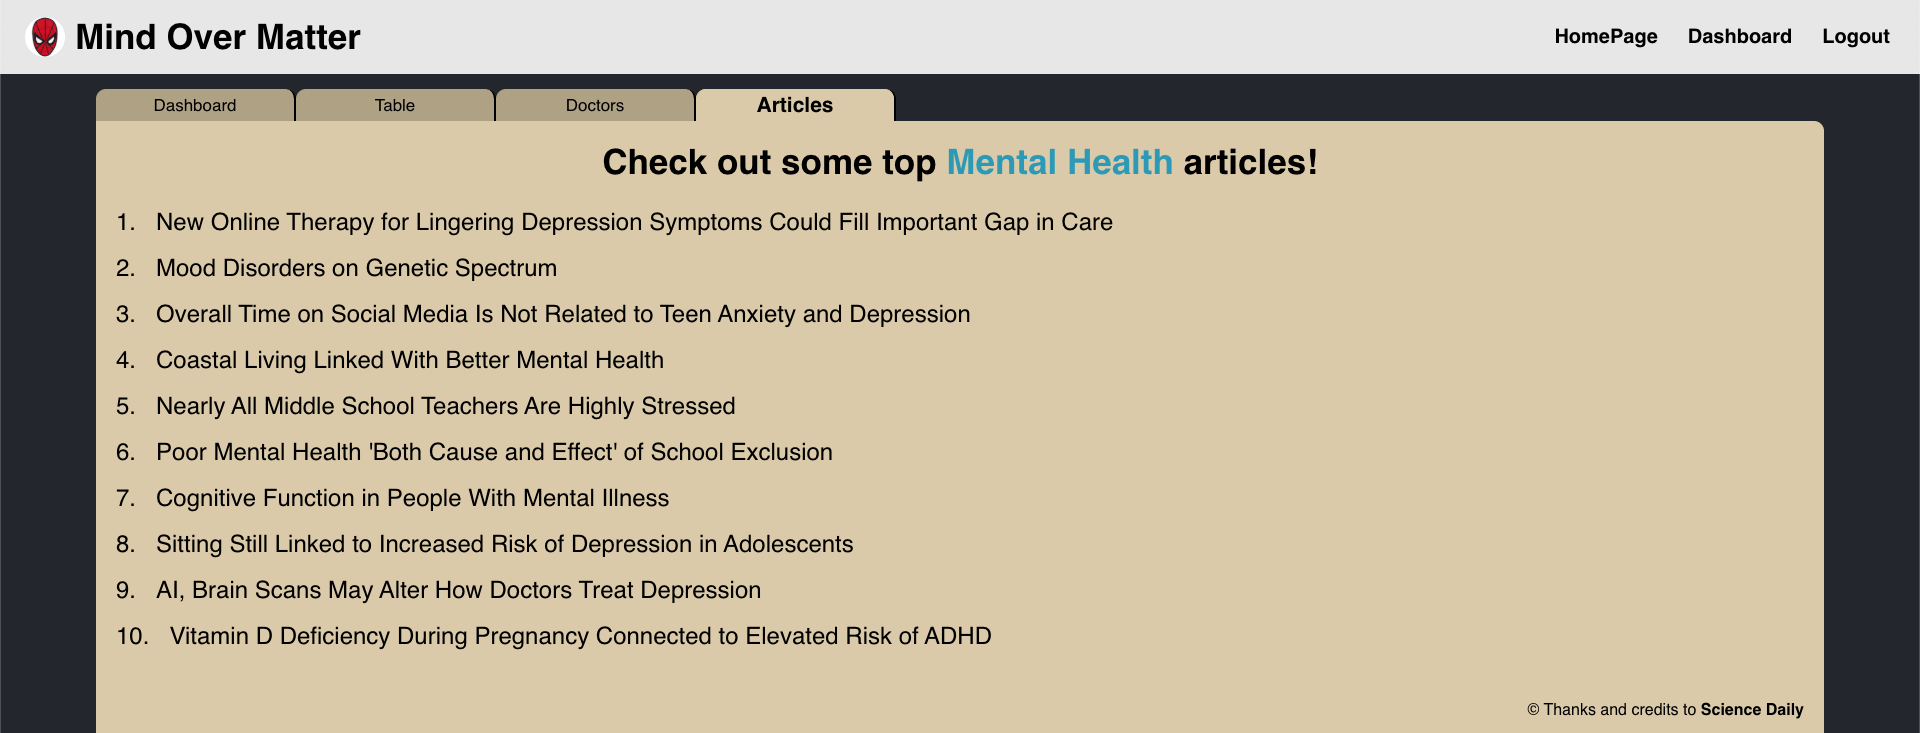 Mind Over Matter
HomePage Dashboard Logout
Dashboard Table Doctors Articles
Check out some top Mental Health articles!
1. New Online Therapy for Lingering Depression Symptoms Could Fill Important Gap in Care
2. Mood Disorders on Genetic Spectrum
3. Overall Time on Social Media Is Not Related to Teen Anxiety and Depression
4. Coastal Living Linked With Better Mental Health
5. Nearly All Middle School Teachers Are Highly Stressed
6. Poor Mental Health 'Both Cause and Effect' of School Exclusion
7. Cognitive Function in People With Mental Illness
8. Sitting Still Linked to Increased Risk of Depression in Adolescents
9. AI, Brain Scans May Alter How Doctors Treat Depression
10. Vitamin D Deficiency During Pregnancy Connected to Elevated Risk of ADHD
© Thanks and credits to Science Daily